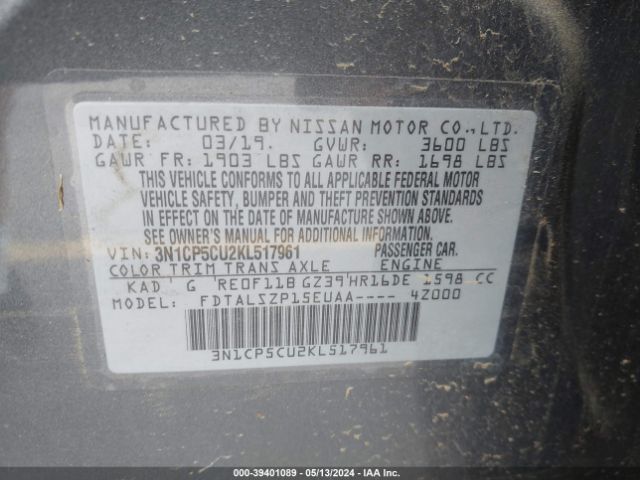 MANUFACTURED BY NISSAN MOTOR CO.,LTD.
DATE: 03/19. GVWR: 3600 LBS
GAWR FR: 1903 LBS GAWR RR: 1698 LBS
THIS VEHICLE CONFORMS TO ALL APPLICABLE FEDERAL MOTOR
VEHICLE SAFETY, BUMPER AND THEFT PREVENTION STANDARDS
IN EFFECT ON THE DATE OF MANUFACTURE SHOWN ABOVE.
SEE OWNER'S MANUAL FOR ADDITIONAL INFORMATION.
VIN: 3N1CP5CU2KL517961 PASSENGER CAR.
COLOR TRIM TRANS AXLE ENGINE
KAD G RE0F11B GZ39 HR16DE 1598 CC
FDTALSZP15EUAA---- 4Z000
3N1CP5CU2KL517961
000-39401089 - 05/13/2024 - IAAI.COM